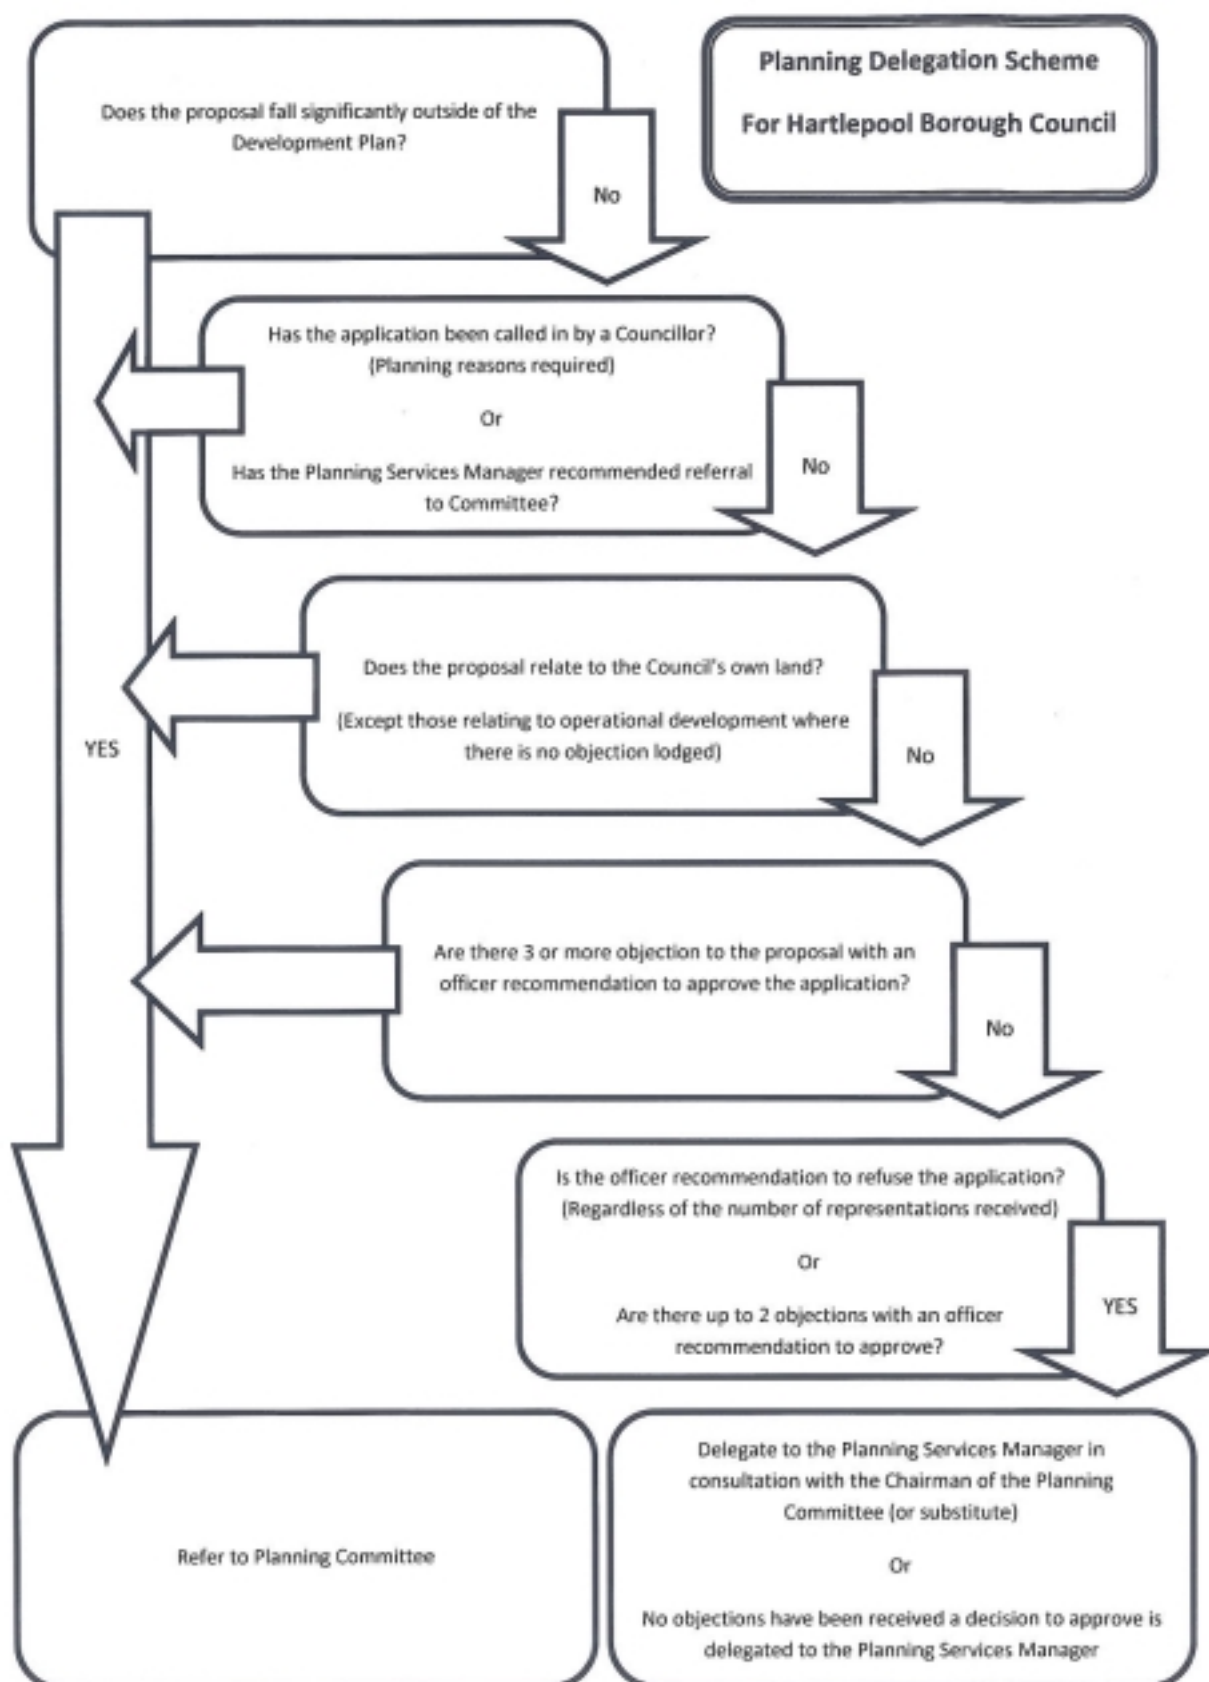 Planning Delegation Scheme
For Hartlepool Borough Council
Does the proposal fall significantly outside of the
Development Plan?
No
Has the application been called in by a Councillor?
(Planning reasons required)
Or
Has the Planning Services Manager recommended referral
to Committee?
No
Does the proposal relate to the Council's own land?
(Except those relating to operational development where
there is no objection lodged)
No
YES
Are there 3 or more objection to the proposal with an
officer recommendation to approve the application?
No
Is the officer recommendation to refuse the application?
(Regardless of the number of representations received)
Or
Are there up to 2 objections with an officer
recommendation to approve?
YES
Refer to Planning Committee
Delegate to the Planning Services Manager in
consultation with the Chairman of the Planning
Committee (or substitute)
Or
No objections have been received a decision to approve is
delegated to the Planning Services Manager